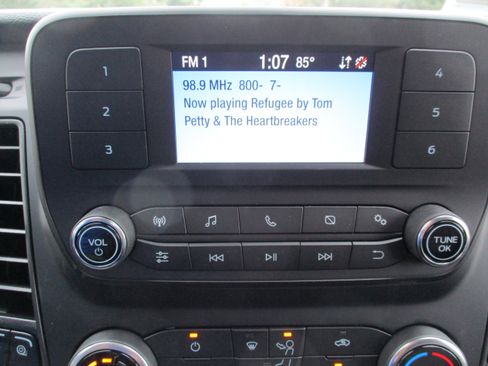 FM 1 1:07 85°
98.9 MHz 800- 7-
Now playing Refugee by Tom
Petty & The Heartbreakers
1
2
3
4
5
6
VOL
TUNE
OK